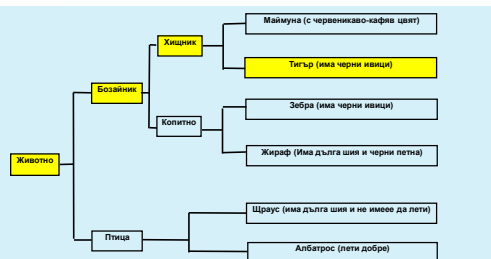 Маймуна (с червеникаво-кафяв цвят)
Хищник
Тигър (има черни ивици)
Бозайник
Зебра (има черни ивици)
Копитно
Жираф (Има дълга шия и черни петна)
Животно
Щраус (има дълга шия и не имеее да лети)
Птица
Албатрос (лети добре)